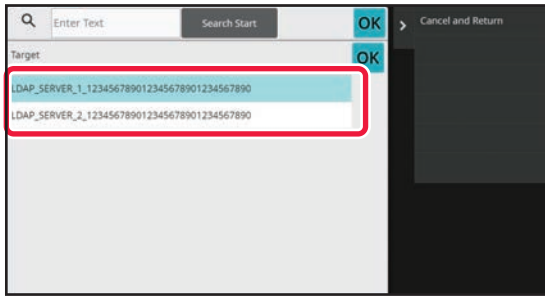 Enter Text Search Start OK Cancel and Return
Target OK
LDAP_SERVER_1_123456789012345678901234567890
LDAP_SERVER_2_123456789012345678901234567890